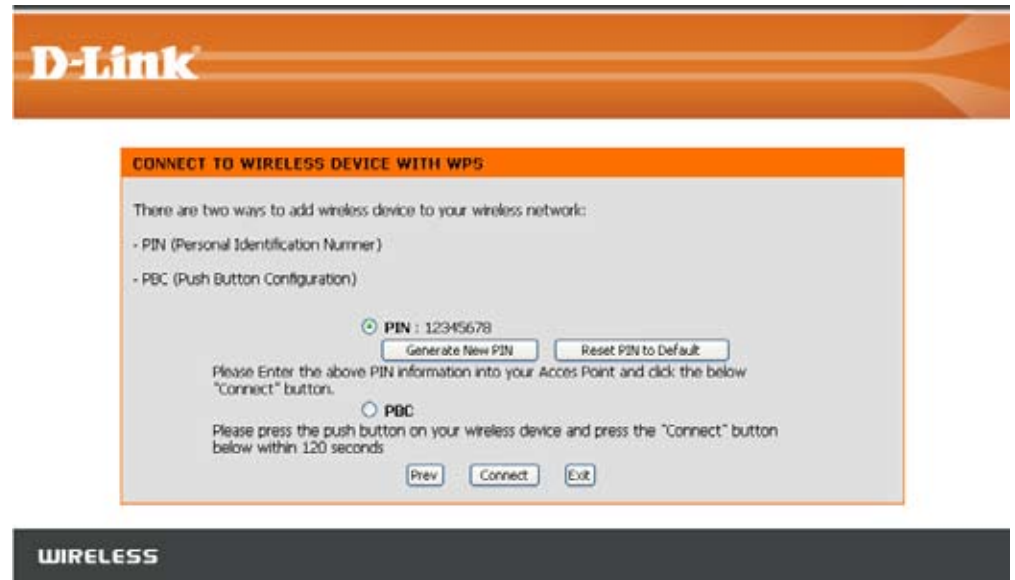 D-Link
CONNECT TO WIRELESS DEVICE WITH WPS
There are two ways to add wireless device to your wireless network:
- PIN (Personal Identification Numner)
- PBC (Push Button Configuration)
PIN : 12345678
Generate New PIN Reset PIN to Default
Please Enter the above PIN information into your Acces Point and click the below
"Connect" button.
PBC
Please press the push button on your wireless device and press the "Connect" button
below within 120 seconds
Prev Connect Exit
WIRELESS